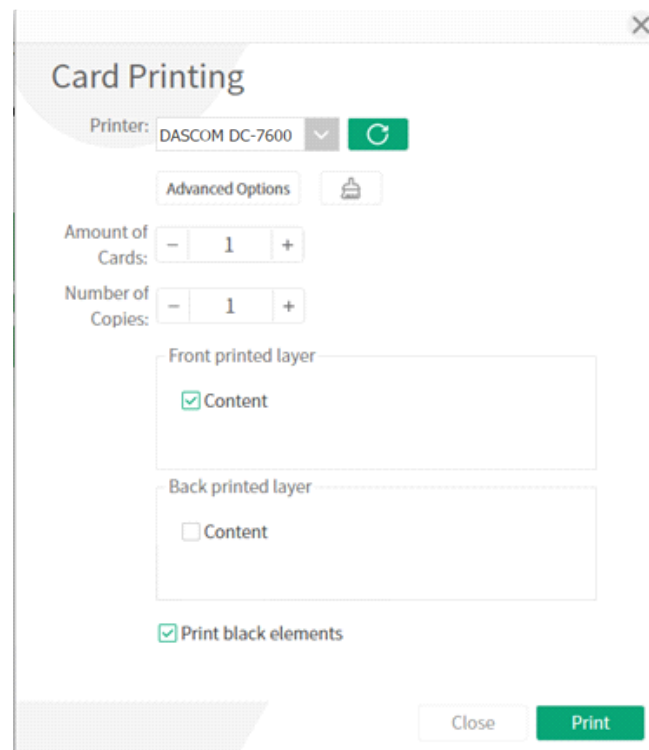 Card Printing
Printer: DASCOM DC-7600
Advanced Options
Amount of
Cards: − 1 +
Number of
Copies: − 1 +
Front printed layer
Content
Back printed layer
Content
Print black elements
Close Print